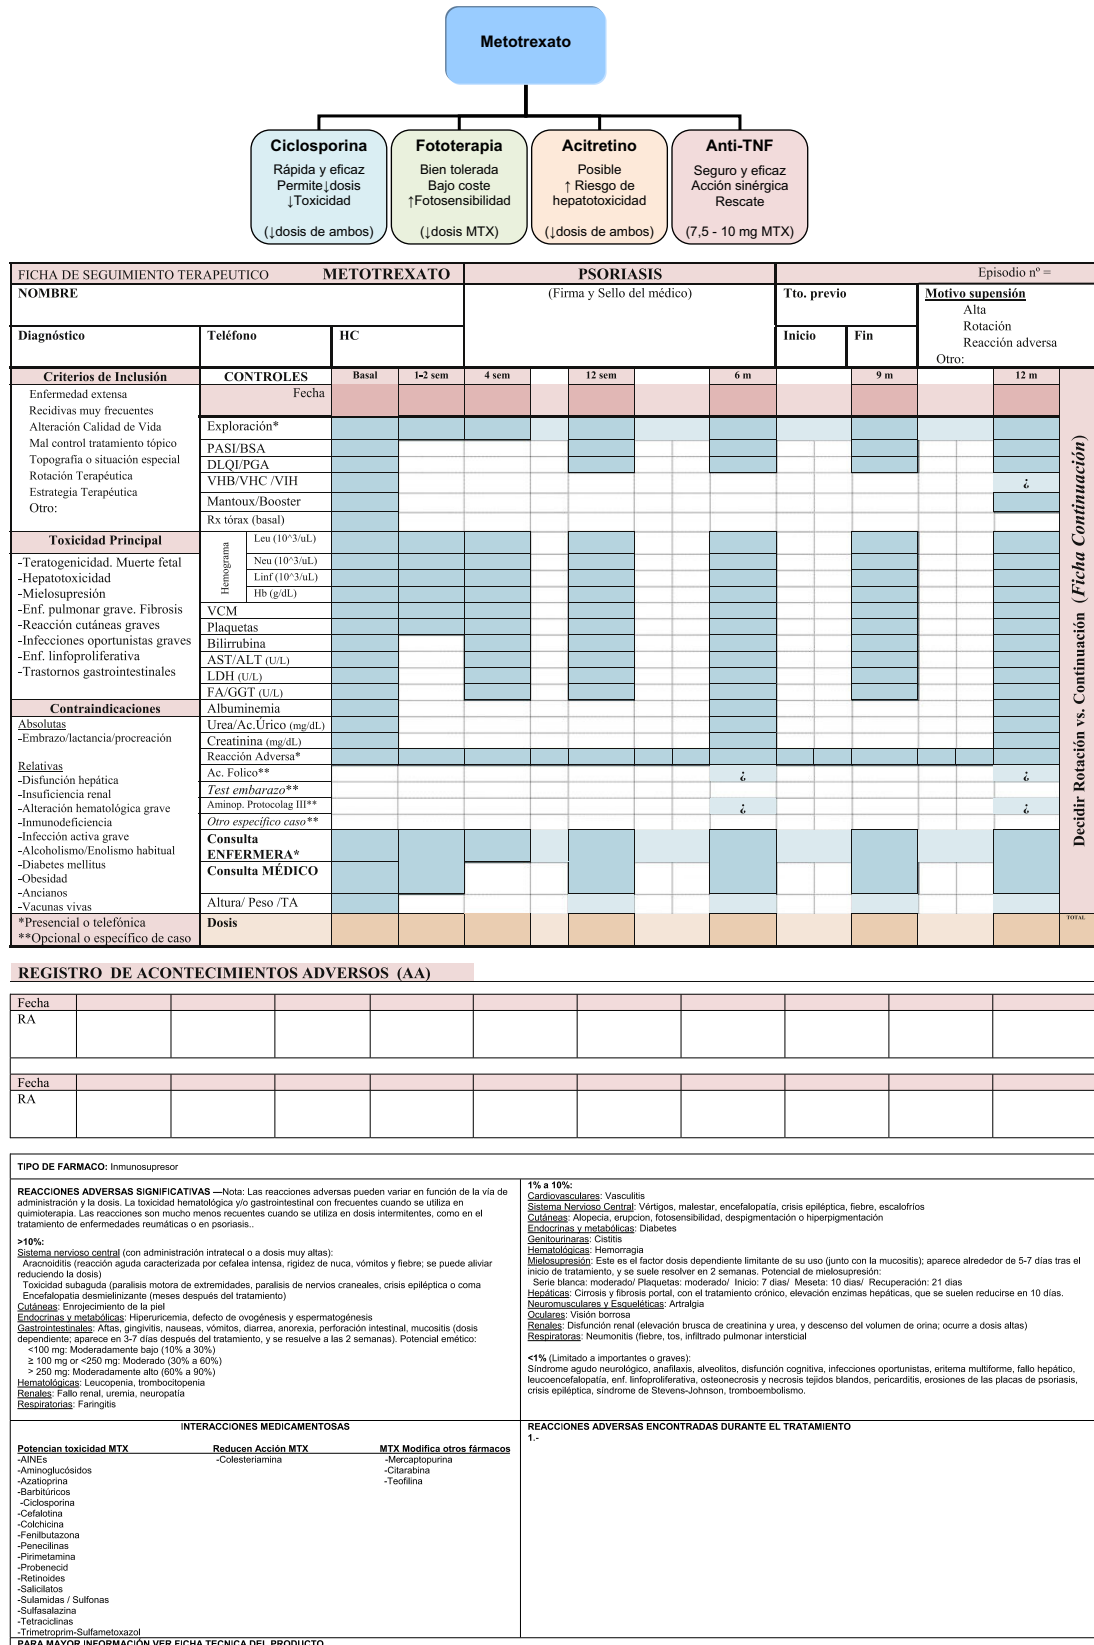 Metotrexato
Ciclosporina
Rápida y eficaz
Permite↓dosis
↓Toxicidad
(↓dosis de ambos)
Fototerapia
Bien tolerada
Bajo coste
↑Fotosensibilidad
(↓dosis MTX)
Acitretino
Posible
↑ Riesgo de
hepatotoxicidad
(↓dosis de ambos)
Anti-TNF
Seguro y eficaz
Acción sinérgica
Rescate
(7,5 - 10 mg MTX)
FICHA DE SEGUIMIENTO TERAPEUTICO METOTREXATO PSORIASIS Episodio nº =
NOMBRE
(Firma y Sello del médico)
Tto. previo
Motivo supensión
Alta
Rotación
Reacción adversa
Otro:
Diagnóstico Teléfono HC Inicio Fin
Criterios de Inclusión
Enfermedad extensa
Recidivas muy frecuentes
Alteración Calidad de Vida
Mal control tratamiento tópico
Topografía o situación especial
Rotación Terapéutica
Estrategia Terapéutica
Otro:
Toxicidad Principal
-Teratogenicidad. Muerte fetal
-Hepatotoxicidad
-Mielosupresión
-Enf. pulmonar grave. Fibrosis
-Reacción cutáneas graves
-Infecciones oportunistas graves
-Enf. linfoproliferativa
-Trastornos gastrointestinales
Contraindicaciones
Absolutas
-Embrazo/lactancia/procreación
Relativas
-Disfunción hepática
-Insuficiencia renal
-Alteración hematológica grave
-Inmunodeficiencia
-Infección activa grave
-Alcoholismo/Enolismo habitual
-Diabetes mellitus
-Obesidad
-Ancianos
-Vacunas vivas
*Presencial o telefónica
**Opcional o específico de caso
CONTROLES Basal 1-2 sem 4 sem 12 sem 6 m 9 m 12 m
Fecha
Exploración*
PASI/BSA
DLQI/PGA
VHB/VHC /VIH ¿
Mantoux/Booster
Rx tórax (basal)
Hemograma
Leu (10^3/uL)
Neu (10^3/uL)
Linf (10^3/uL)
Hb (g/dL)
VCM
Plaquetas
Bilirrubina
AST/ALT (U/L)
LDH (U/L)
FA/GGT (U/L)
Albuminemia
Urea/Ac.Úrico (mg/dL)
Creatinina (mg/dL)
Reacción Adversa*
Ac. Folico** ¿ ¿
Test embarazo**
Aminop. Protocolag III** ¿ ¿
Otro específico caso**
Consulta
ENFERMERA*
Consulta MÉDICO
Altura/ Peso /TA
Dosis
TOTAL
Decidir Rotación vs. Continuación (Ficha Continuación)
REGISTRO DE ACONTECIMIENTOS ADVERSOS (AA)
Fecha
RA
Fecha
RA
TIPO DE FARMACO: Inmunosupresor
REACCIONES ADVERSAS SIGNIFICATIVAS —Nota: Las reacciones adversas pueden variar en función de la vía de
administración y la dosis. La toxicidad hematológica y/o gastrointestinal con frecuentes cuando se utiliza en
quimioterapia. Las reacciones son mucho menos recuentes cuando se utiliza en dosis intermitentes, como en el
tratamiento de enfermedades reumáticas o en psoriasis..
>10%:
Sistema nervioso central (con administración intratecal o a dosis muy altas):
Aracnoiditis (reacción aguda caracterizada por cefalea intensa, rigidez de nuca, vómitos y fiebre; se puede aliviar
reduciendo la dosis)
Toxicidad subaguda (paralisis motora de extremidades, paralisis de nervios craneales, crisis epiléptica o coma
Encefalopatia desmielinizante (meses después del tratamiento)
Cutáneas: Enrojecimiento de la piel
Endocrinas y metabólicas: Hiperuricemia, defecto de ovogénesis y espermatogénesis
Gastrointestinales: Aftas, gingivitis, nauseas, vómitos, diarrea, anorexia, perforación intestinal, mucositis (dosis
dependiente; aparece en 3-7 días después del tratamiento, y se resuelve a las 2 semanas). Potencial emético:
<100 mg: Moderadamente bajo (10% a 30%)
≥ 100 mg or <250 mg: Moderado (30% a 60%)
> 250 mg: Moderadamente alto (60% a 90%)
Hematológicas: Leucopenia, trombocitopenia
Renales: Fallo renal, uremia, neuropatía
Respiratorias: Faringitis
1% a 10%:
Cardiovasculares: Vasculitis
Sistema Nervioso Central: Vértigos, malestar, encefalopatía, crisis epiléptica, fiebre, escalofríos
Cutáneas: Alopecia, erupcion, fotosensibilidad, despigmentación o hiperpigmentación
Endocrinas y metabólicas: Diabetes
Genitourinaras: Cistitis
Hematológicas: Hemorragia
Mielosupresión: Este es el factor dosis dependiente limitante de su uso (junto con la mucositis); aparece alrededor de 5-7 días tras el
inicio de tratamiento, y se suele resolver en 2 semanas. Potencial de mielosupresión:
Serie blanca: moderado/ Plaquetas: moderado/ Inicio: 7 dias/ Meseta: 10 dias/ Recuperación: 21 dias
Hepáticas: Cirrosis y fibrosis portal, con el tratamiento crónico, elevación enzimas hepáticas, que se suelen reducirse en 10 días.
Neuromusculares y Esqueléticas: Artralgia
Oculares: Visión borrosa
Renales: Disfunción renal (elevación brusca de creatinina y urea, y descenso del volumen de orina; ocurre a dosis altas)
Respiratoras: Neumonitis (fiebre, tos, infiltrado pulmonar intersticial
<1% (Limitado a importantes o graves):
Síndrome agudo neurológico, anafilaxis, alveolitos, disfunción cognitiva, infecciones oportunistas, eritema multiforme, fallo hepático,
leucoencefalopatía, enf. linfoproliferativa, osteonecrosis y necrosis tejidos blandos, pericarditis, erosiones de las placas de psoriasis,
crisis epiléptica, síndrome de Stevens-Johnson, tromboembolismo.
INTERACCIONES MEDICAMENTOSAS
Potencian toxicidad MTX Reducen Acción MTX MTX Modifica otros fármacos
-AINEs -Colesteriamina -Mercaptopurina
-Aminoglucósidos -Citarabina
-Azatioprina -Teofilina
-Barbitúricos
-Ciclosporina
-Cefalotina
-Colchicina
-Fenilbutazona
-Penecilinas
-Pirimetamina
-Probenecid
-Retinoides
-Salicilatos
-Sulamidas / Sulfonas
-Sulfasalazina
-Tetraciclinas
-Trimetroprim-Sulfametoxazol
REACCIONES ADVERSAS ENCONTRADAS DURANTE EL TRATAMIENTO
1.-
PARA MAYOR INFORMACIÓN VER FICHA TECNICA DEL PRODUCTO